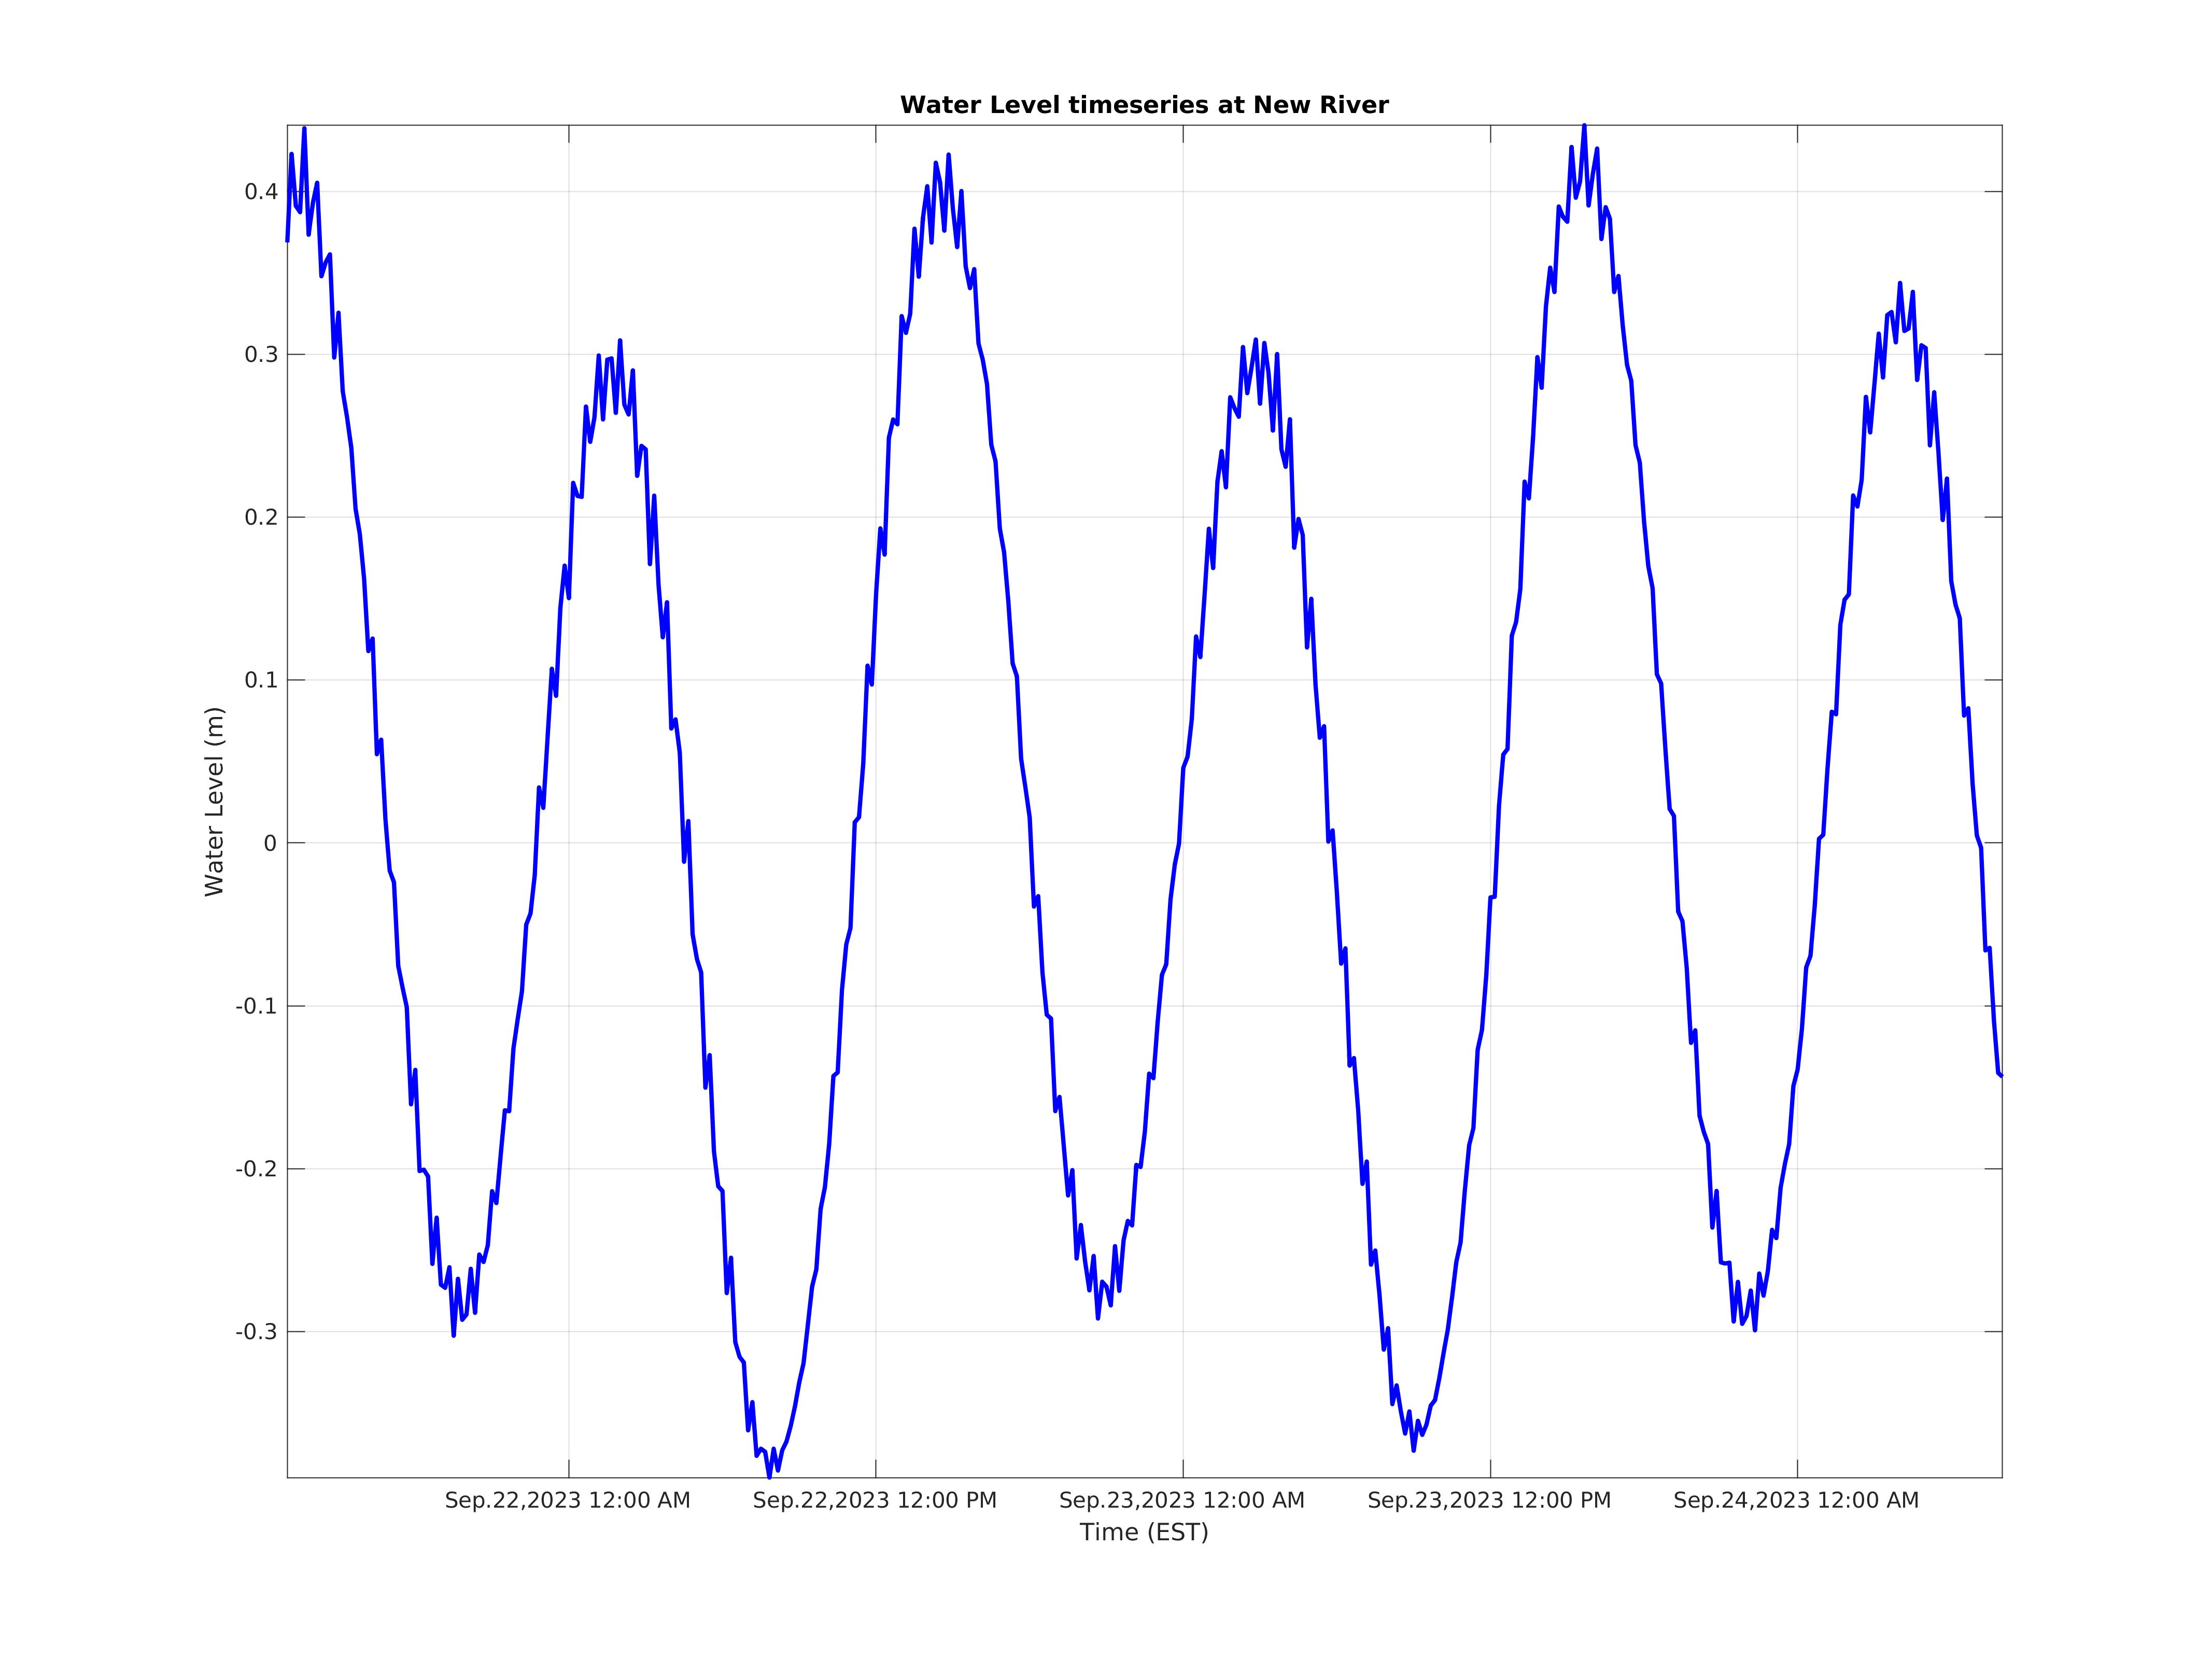 Water Level timeseries at New River
0.4
0.3
0.2
0.1
0
-0.1
-0.2
-0.3
Water Level (m)
Sep.22,2023 12:00 AM
Sep.22,2023 12:00 PM
Sep.23,2023 12:00 AM
Sep.23,2023 12:00 PM
Sep.24,2023 12:00 AM
Time (EST)